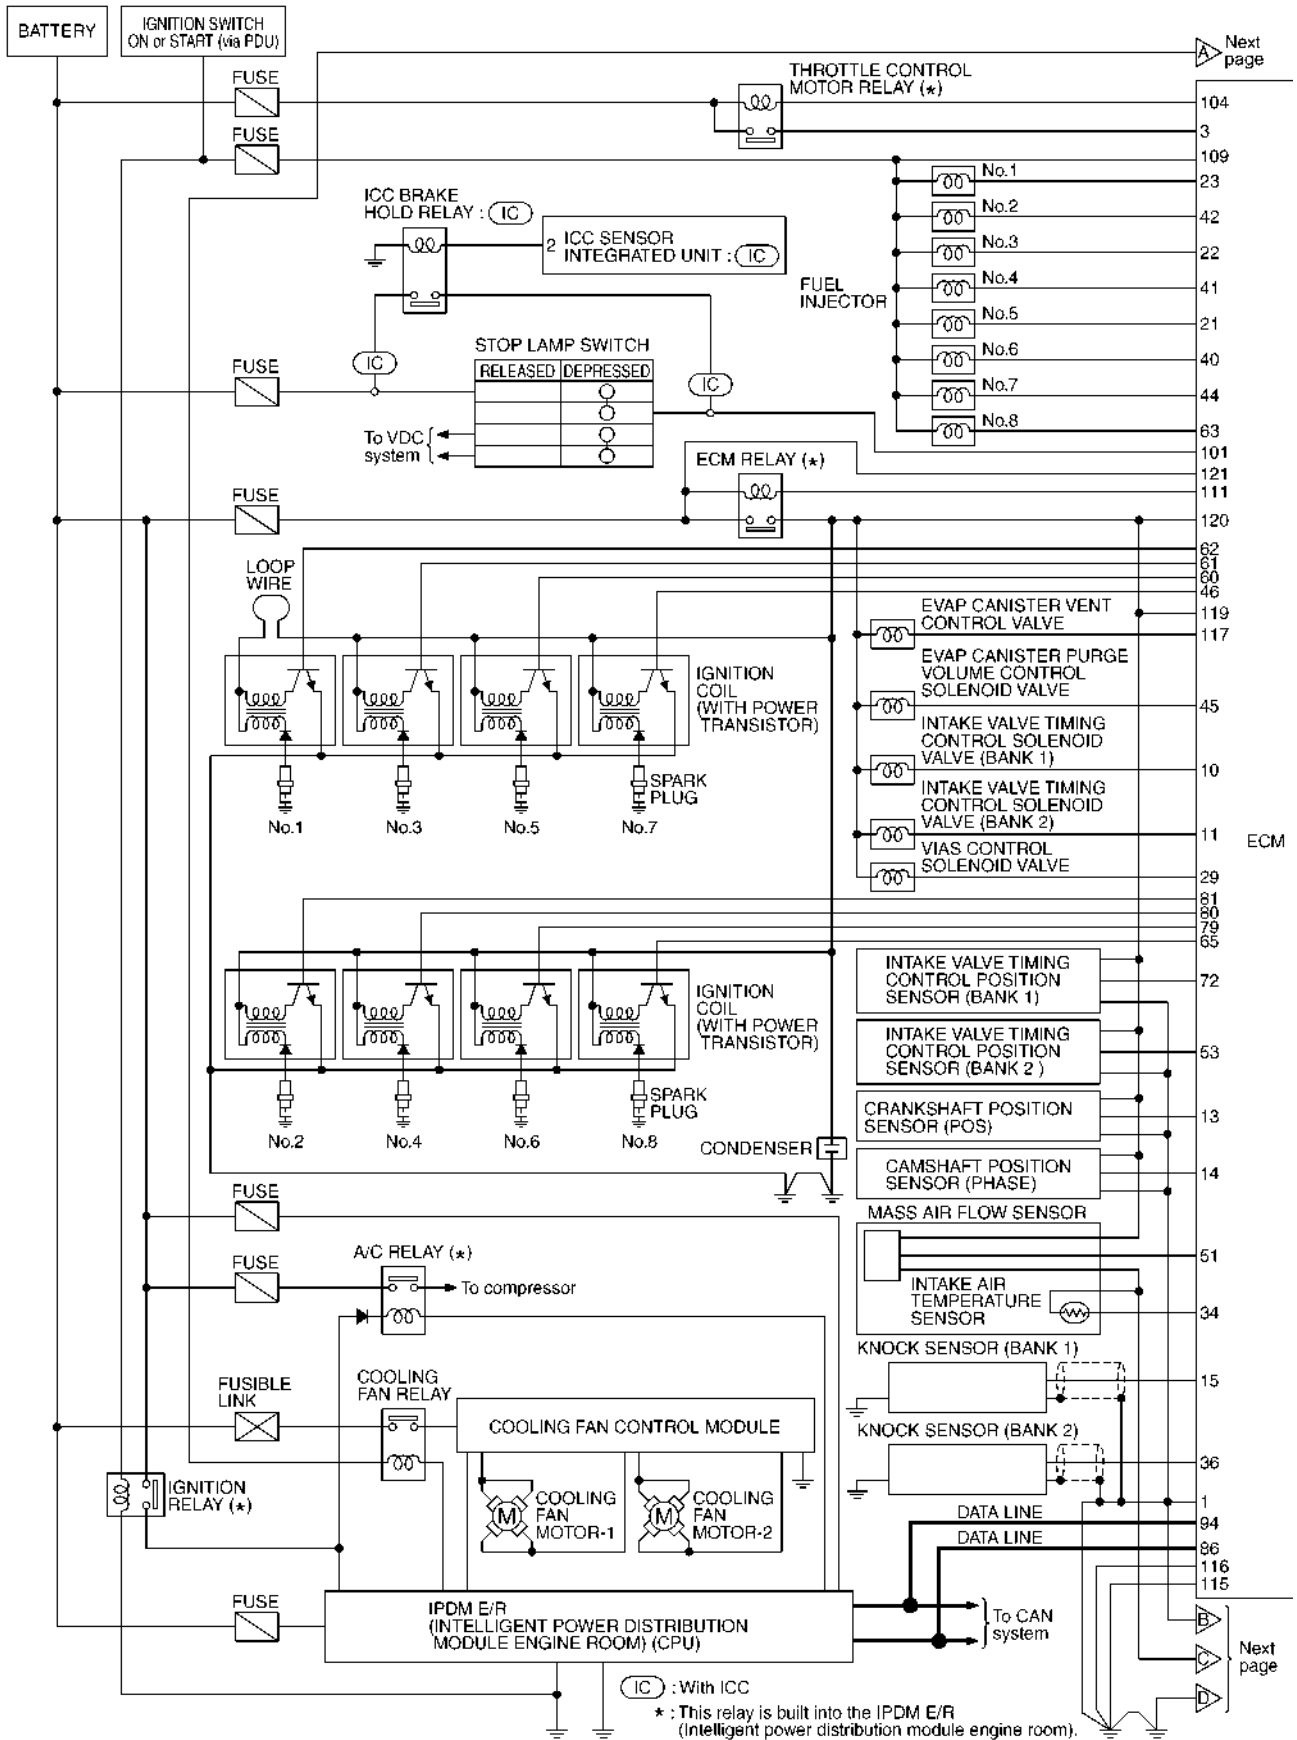 BATTERY
IGNITION SWITCH
ON or START (via PDU)
A
Next
page
FUSE
THROTTLE CONTROL
MOTOR RELAY (*)
104
3
FUSE
109
No.1
23
ICC BRAKE
HOLD RELAY : IC
No.2
42
2 ICC SENSOR
INTEGRATED UNIT : IC
No.3
22
FUEL
INJECTOR
No.4
41
No.5
21
STOP LAMP SWITCH
No.6
40
IC
RELEASED DEPRESSED
FUSE
IC
No.7
44
No.8
63
To VDC
system
101
ECM RELAY (*)
121
111
FUSE
120
62
61
60
46
LOOP
WIRE
EVAP CANISTER VENT
CONTROL VALVE
119
117
EVAP CANISTER PURGE
VOLUME CONTROL
SOLENOID VALVE
45
IGNITION
COIL
(WITH POWER
TRANSISTOR)
INTAKE VALVE TIMING
CONTROL SOLENOID
VALVE (BANK 1)
10
SPARK
PLUG
INTAKE VALVE TIMING
CONTROL SOLENOID
VALVE (BANK 2)
11
No.1 No.3 No.5 No.7
ECM
VIAS CONTROL
SOLENOID VALVE
29
81
80
79
65
INTAKE VALVE TIMING
CONTROL POSITION
SENSOR (BANK 1)
72
IGNITION
COIL
(WITH POWER
TRANSISTOR)
INTAKE VALVE TIMING
CONTROL POSITION
SENSOR (BANK 2 )
53
SPARK
PLUG
CRANKSHAFT POSITION
SENSOR (POS)
13
No.2 No.4 No.6 No.8
CONDENSER
CAMSHAFT POSITION
SENSOR (PHASE)
14
FUSE
MASS AIR FLOW SENSOR
51
FUSE
A/C RELAY (*)
To compressor
INTAKE AIR
TEMPERATURE
SENSOR
34
KNOCK SENSOR (BANK 1)
15
FUSIBLE
LINK
COOLING
FAN RELAY
COOLING FAN CONTROL MODULE
KNOCK SENSOR (BANK 2)
36
IGNITION
RELAY (*)
M
COOLING
FAN
MOTOR-1
M
COOLING
FAN
MOTOR-2
1
DATA LINE
94
DATA LINE
86
116
115
FUSE
IPDM E/R
(INTELLIGENT POWER DISTRIBUTION
MODULE ENGINE ROOM) (CPU)
To CAN
system
B
C
D
Next
page
IC : With ICC
* : This relay is built into the IPDM E/R
(Intelligent power distribution module engine room).